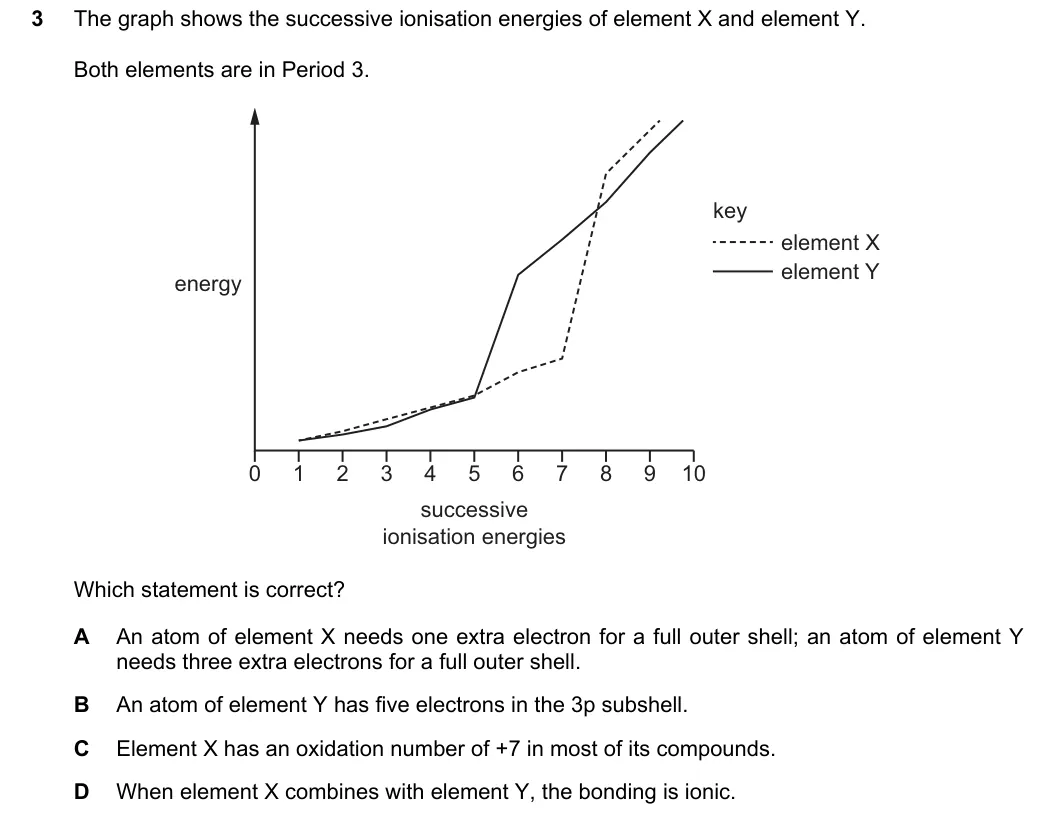 3 The graph shows the successive ionisation energies of element X and element Y.
Both elements are in Period 3.
energy
key
element X
element Y
0 1 2 3 4 5 6 7 8 9 10
successive
ionisation energies
Which statement is correct?
A An atom of element X needs one extra electron for a full outer shell; an atom of element Y
needs three extra electrons for a full outer shell.
B An atom of element Y has five electrons in the 3p subshell.
C Element X has an oxidation number of +7 in most of its compounds.
D When element X combines with element Y, the bonding is ionic.